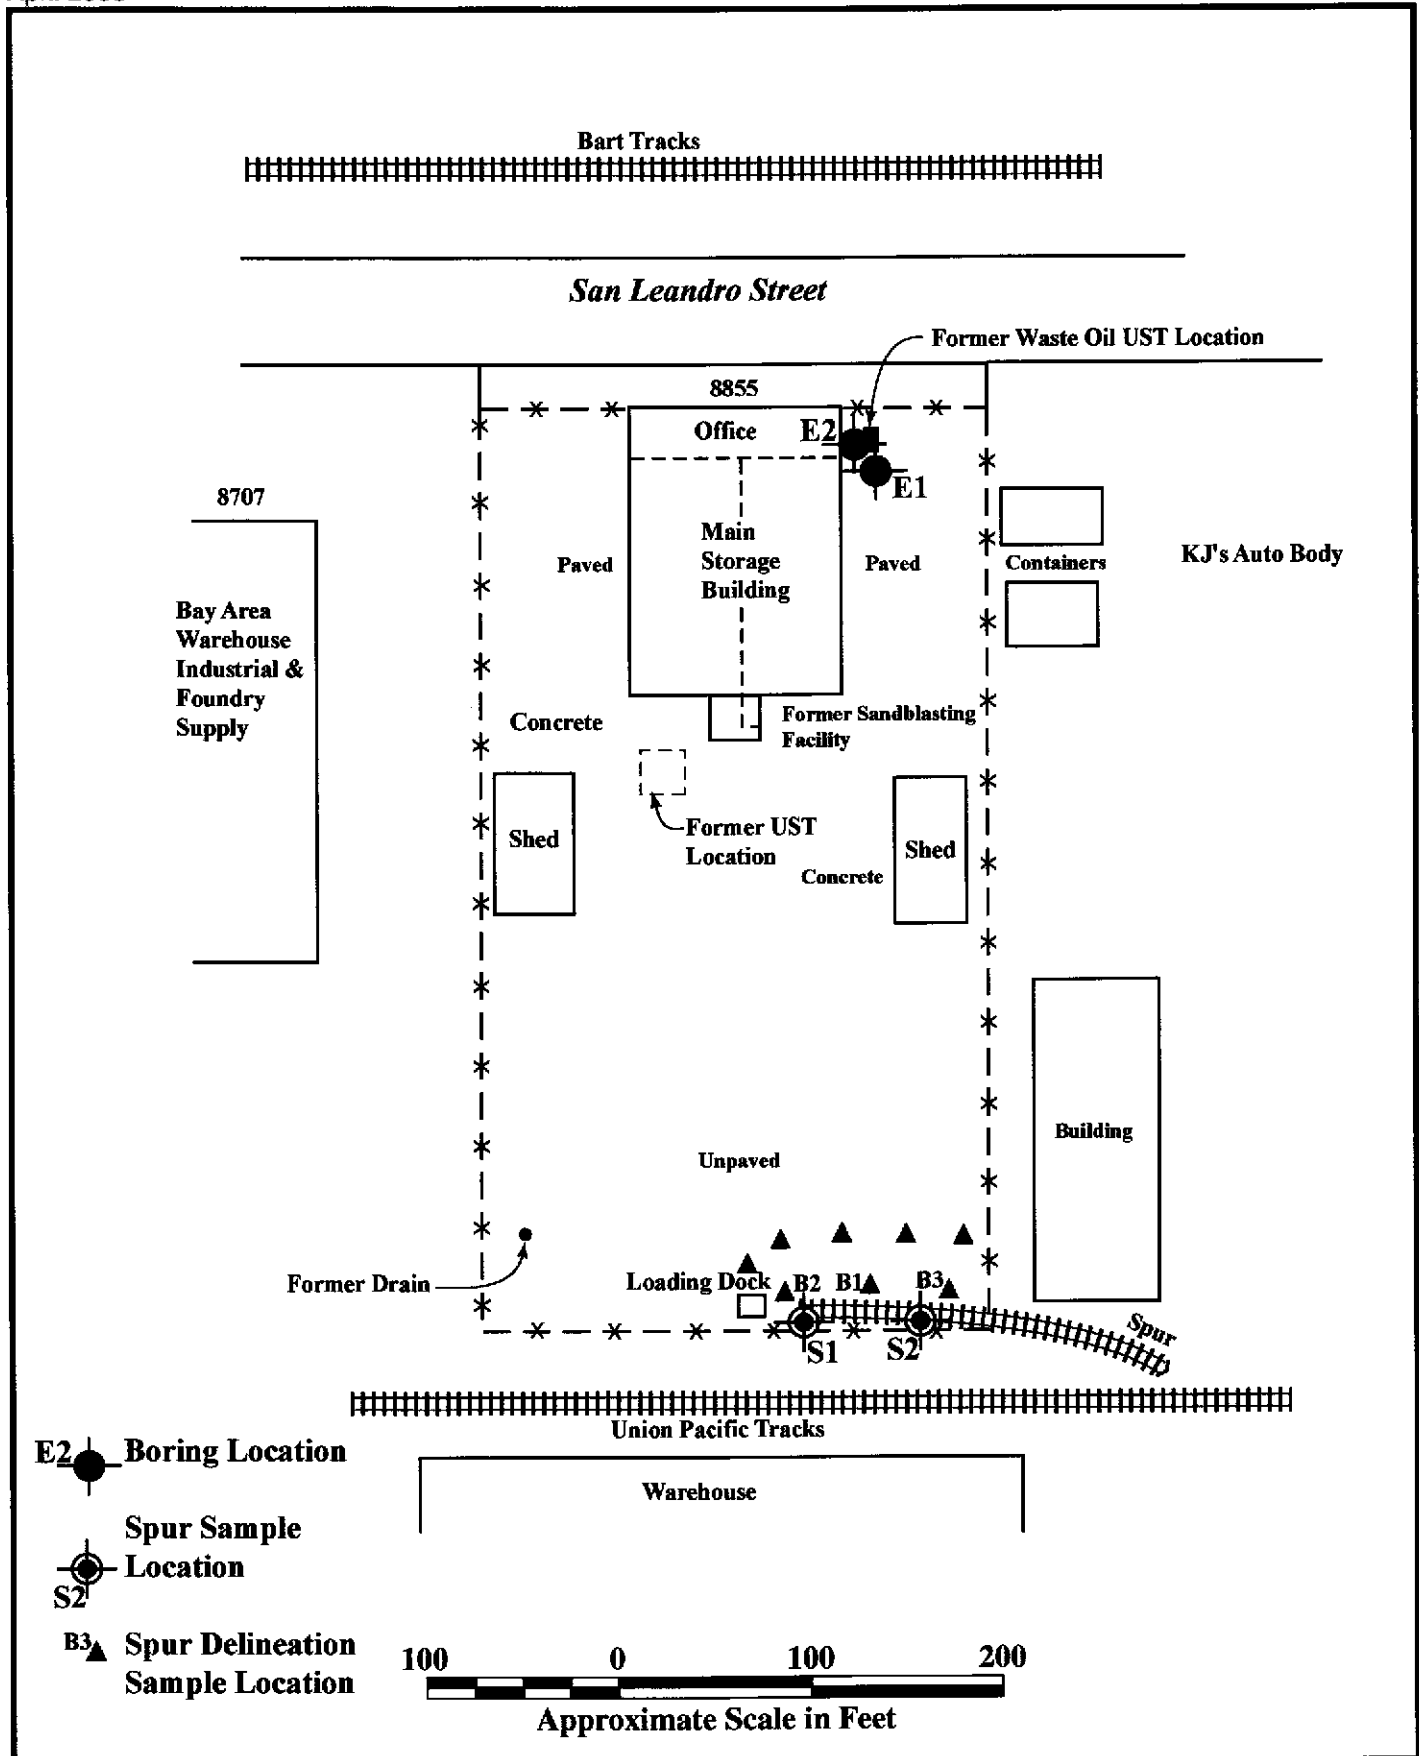 Bart Tracks
San Leandro Street
Former Waste Oil UST Location
8855
Office
E2
E1
8707
Main
Storage
Building
Paved
Paved
Containers
KJ's Auto Body
Bay Area
Warehouse
Industrial &
Foundry
Supply
Concrete
Former Sandblasting
Facility
Shed
Former UST
Location
Shed
Concrete
Building
Unpaved
Former Drain
Loading Dock
B2
B1
B3
S1
S2
Spur
Union Pacific Tracks
Warehouse
E2
Boring Location
Spur Sample
Location
S2
B3
Spur Delineation
Sample Location
100 0 100 200
Approximate Scale in Feet